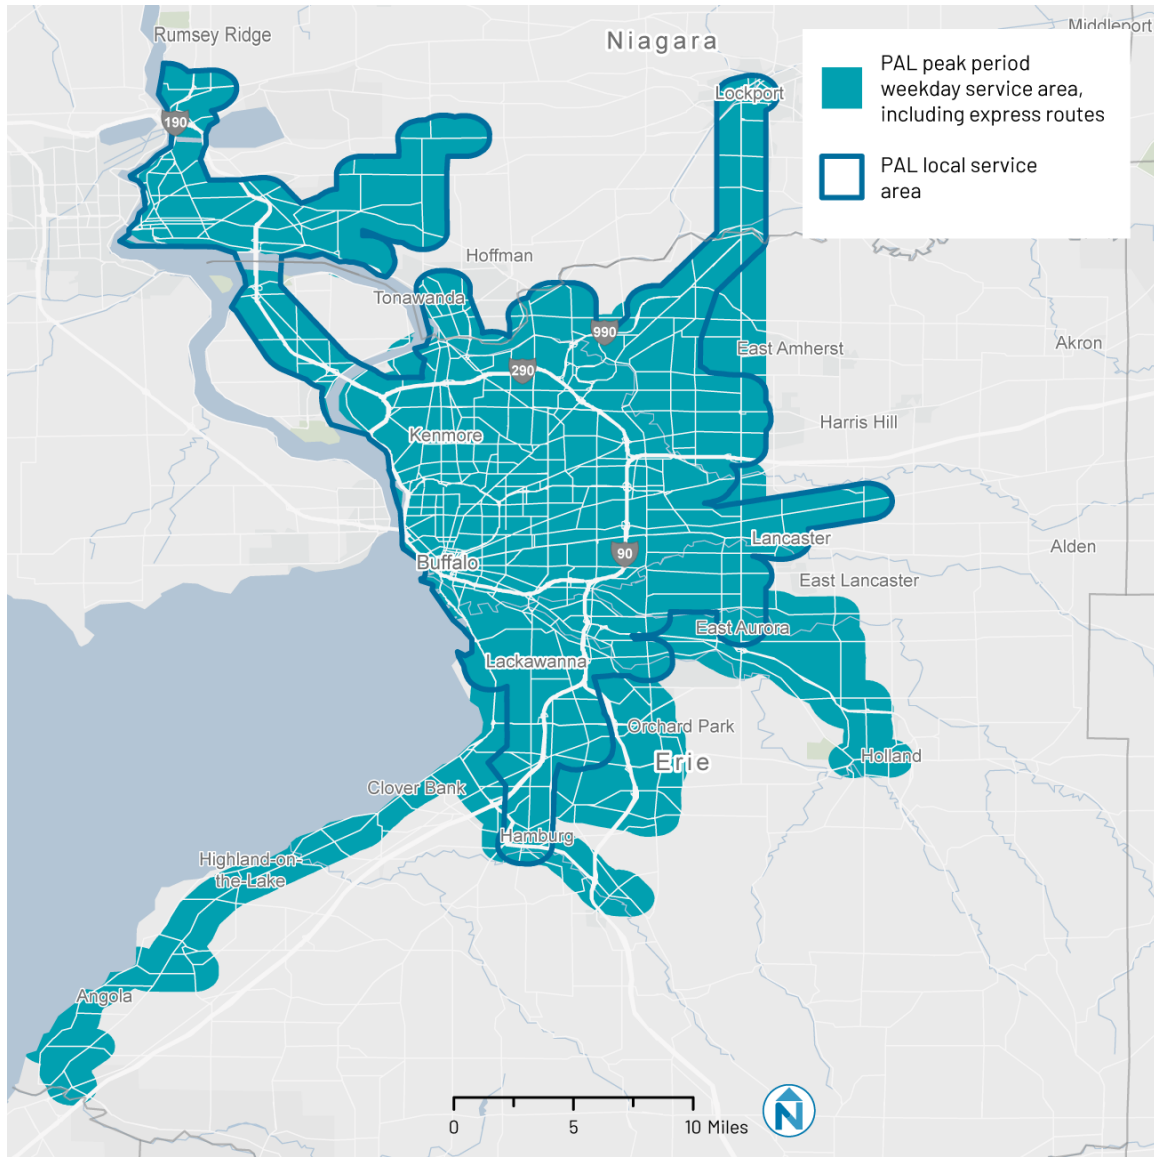 Rumsey Ridge
Niagara
Middleport
PAL peak period
weekday service area,
including express routes
PAL local service
area
Lockport
190
Hoffman
Tonawanda
990
East Amherst
Akron
290
Harris Hill
Kenmore
Lancaster
Alden
90
Buffalo
East Lancaster
East Aurora
Lackawanna
Orchard Park
Erie
Holland
Clover Bank
Hamburg
Highland-on-
the-Lake
Angola
0 5 10 Miles
N